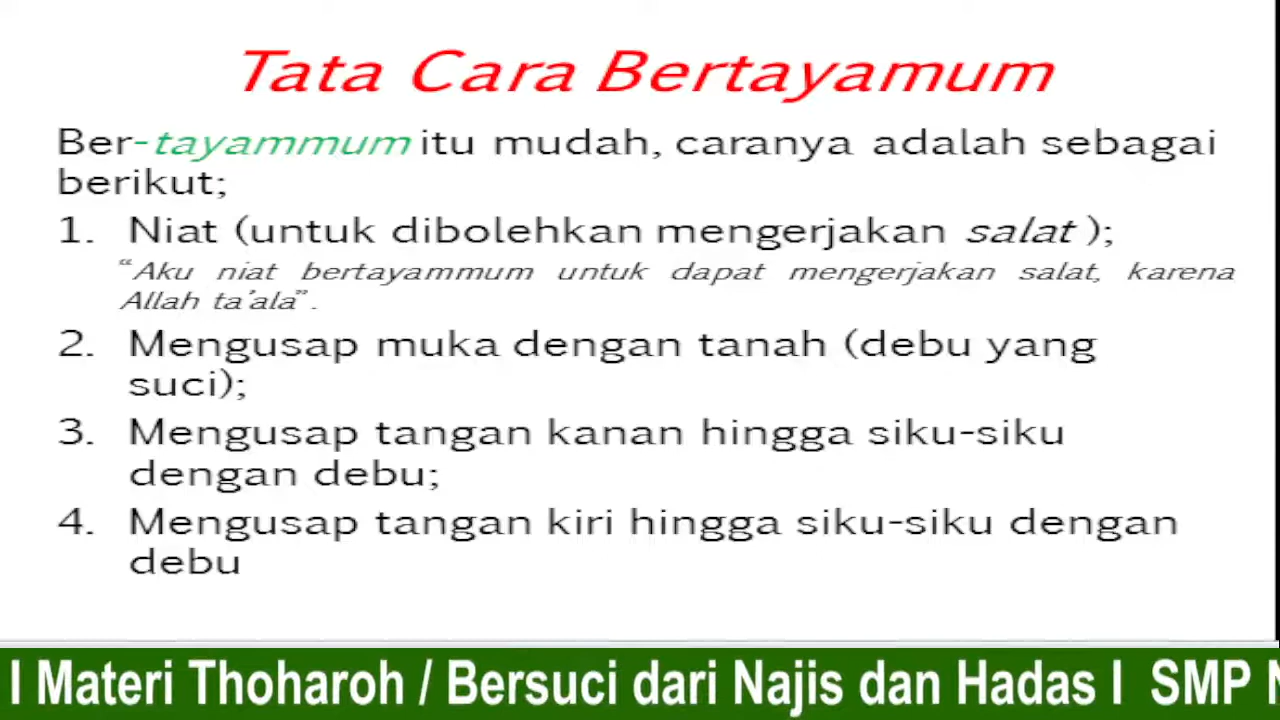 Tata Cara Bertayamum
Ber-tayammum itu mudah, caranya adalah sebagai
berikut;
1. Niat (untuk dibolehkan mengerjakan salat );
“Aku niat bertayammum untuk dapat mengerjakan salat, karena
Allah ta’ala”.
2. Mengusap muka dengan tanah (debu yang
suci);
3. Mengusap tangan kanan hingga siku-siku
dengan debu;
4. Mengusap tangan kiri hingga siku-siku dengan
debu
I Materi Thoharoh / Bersuci dari Najis dan Hadas I SMP N